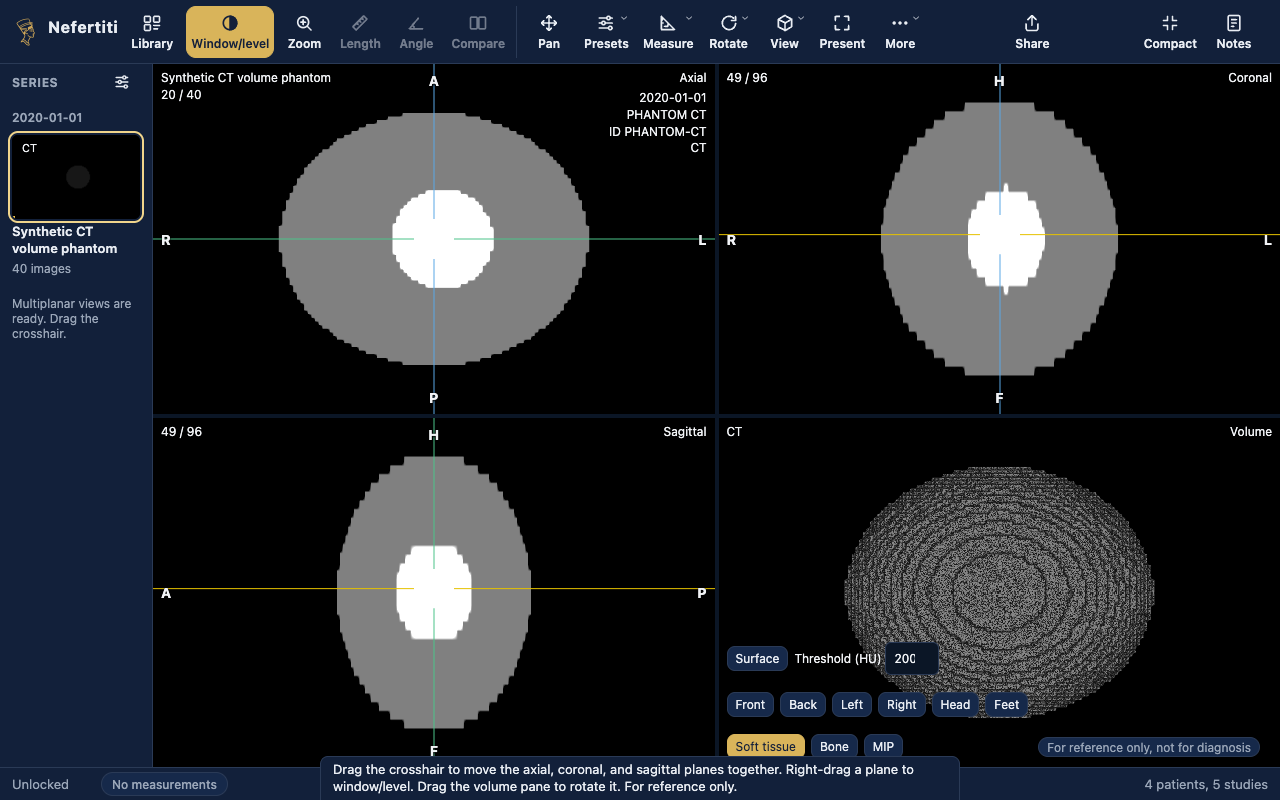 Nefertiti
Library
Window/level
Zoom
Length
Angle
Compare
Pan
Presets
Measure
Rotate
View
Present
More
Share
Compact
Notes
SERIES
2020-01-01
CT
Synthetic CT
volume phantom
40 images
Multiplanar views are
ready. Drag the
crosshair.
Synthetic CT volume phantom
20 / 40
A
Axial
2020-01-01
PHANTOM CT
ID PHANTOM-CT
CT
R
L
P
49 / 96
H
Coronal
R
L
F
49 / 96
H
Sagittal
A
P
F
CT
Volume
Surface
Threshold (HU)
200
Front
Back
Left
Right
Head
Feet
Soft tissue
Bone
MIP
For reference only, not for diagnosis
Unlocked
No measurements
Drag the crosshair to move the axial, coronal, and sagittal planes together. Right-drag a plane to
window/level. Drag the volume pane to rotate it. For reference only.
4 patients, 5 studies